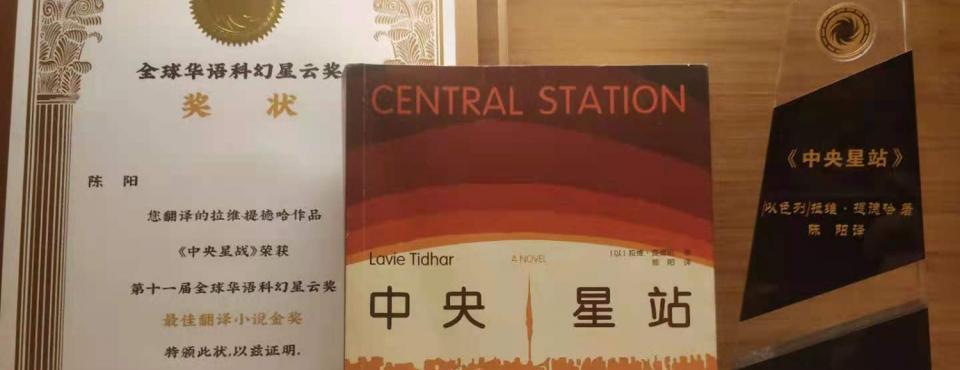 全球华语科幻星云奖
奖 状
陈 阳
您翻译的拉维·提德哈作品
《中央星战》荣获
第十一届全球华语科幻星云奖
最佳翻译小说金奖
特颁此状,以兹证明.
CENTRAL STATION
Lavie Tidhar
A NOVEL
中央 星站
《中央星站》
[以色列]拉维·提德哈 著
陈 阳 译